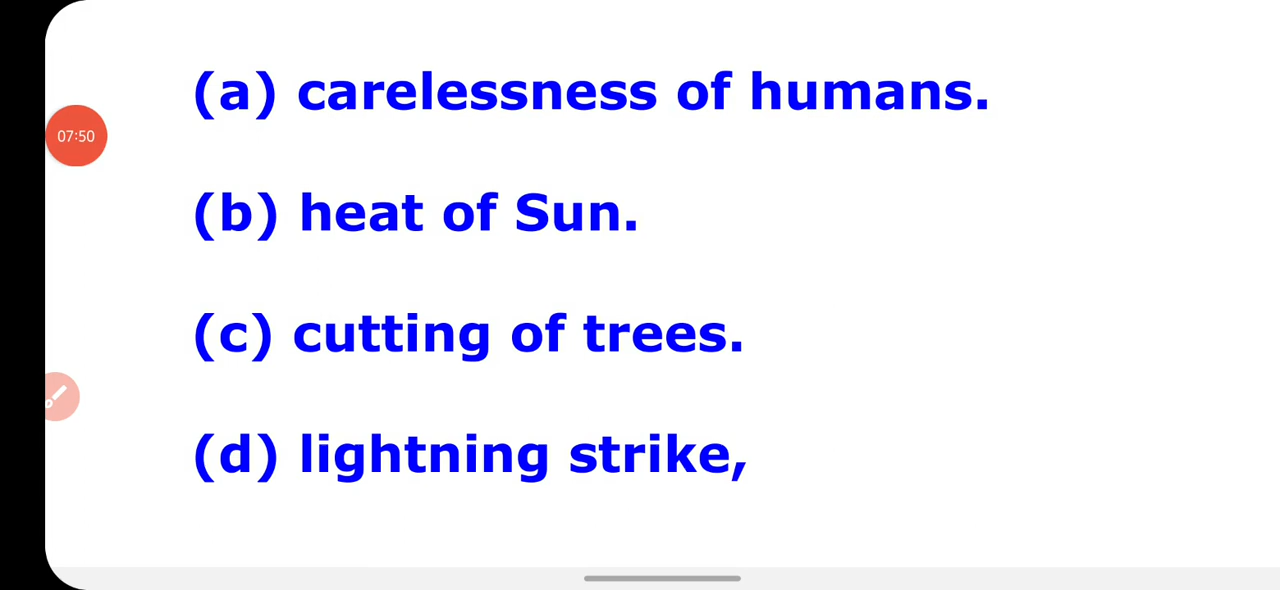 (a) carelessness of humans.
07:50
(b) heat of Sun.
(c) cutting of trees.
(d) lightning strike,